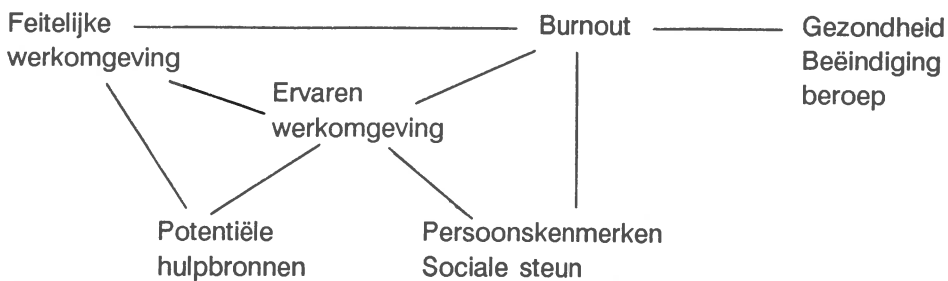 Feitelijke
werkomgeving
Burnout
Gezondheid
Beëindiging
beroep
Ervaren
werkomgeving
Potentiële
hulpbronnen
Persoonskenmerken
Sociale steun